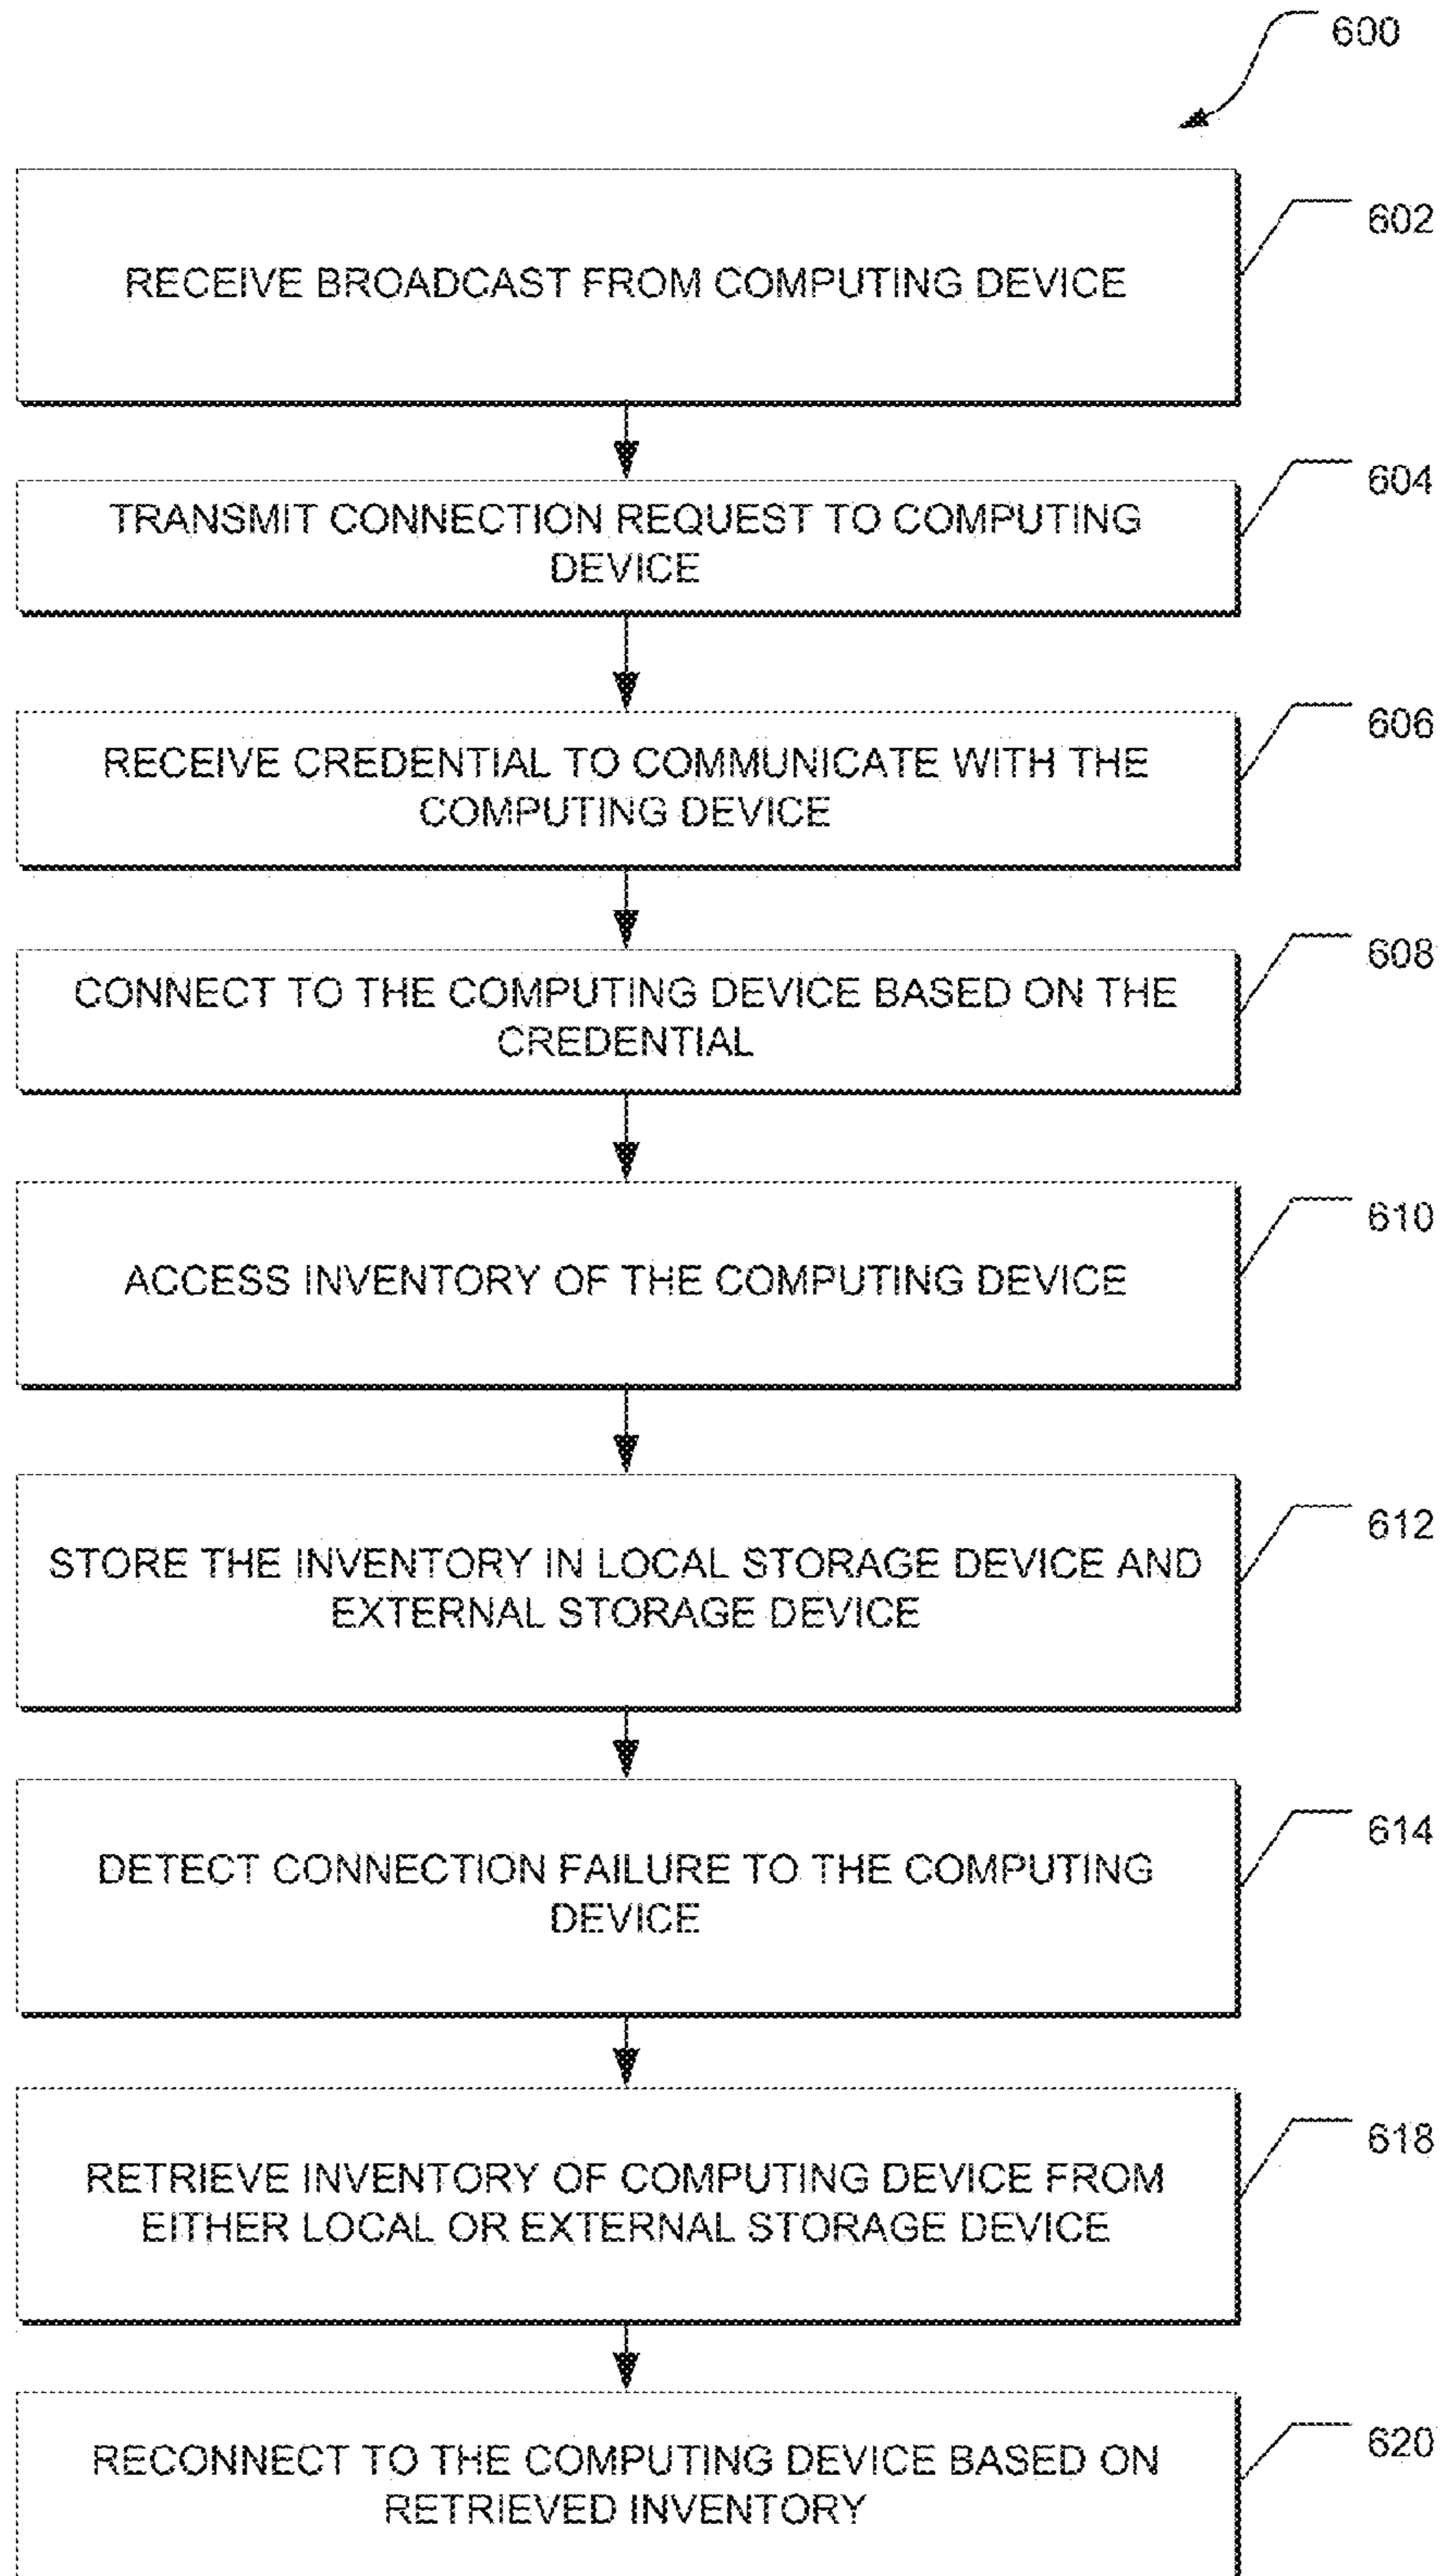 600
RECEIVE BROADCAST FROM COMPUTING DEVICE
602
TRANSMIT CONNECTION REQUEST TO COMPUTING
DEVICE
604
RECEIVE CREDENTIAL TO COMMUNICATE WITH THE
COMPUTING DEVICE
606
CONNECT TO THE COMPUTING DEVICE BASED ON THE
CREDENTIAL
608
ACCESS INVENTORY OF THE COMPUTING DEVICE
610
STORE THE INVENTORY IN LOCAL STORAGE DEVICE AND
EXTERNAL STORAGE DEVICE
612
DETECT CONNECTION FAILURE TO THE COMPUTING
DEVICE
614
RETRIEVE INVENTORY OF COMPUTING DEVICE FROM
EITHER LOCAL OR EXTERNAL STORAGE DEVICE
618
RECONNECT TO THE COMPUTING DEVICE BASED ON
RETRIEVED INVENTORY
620